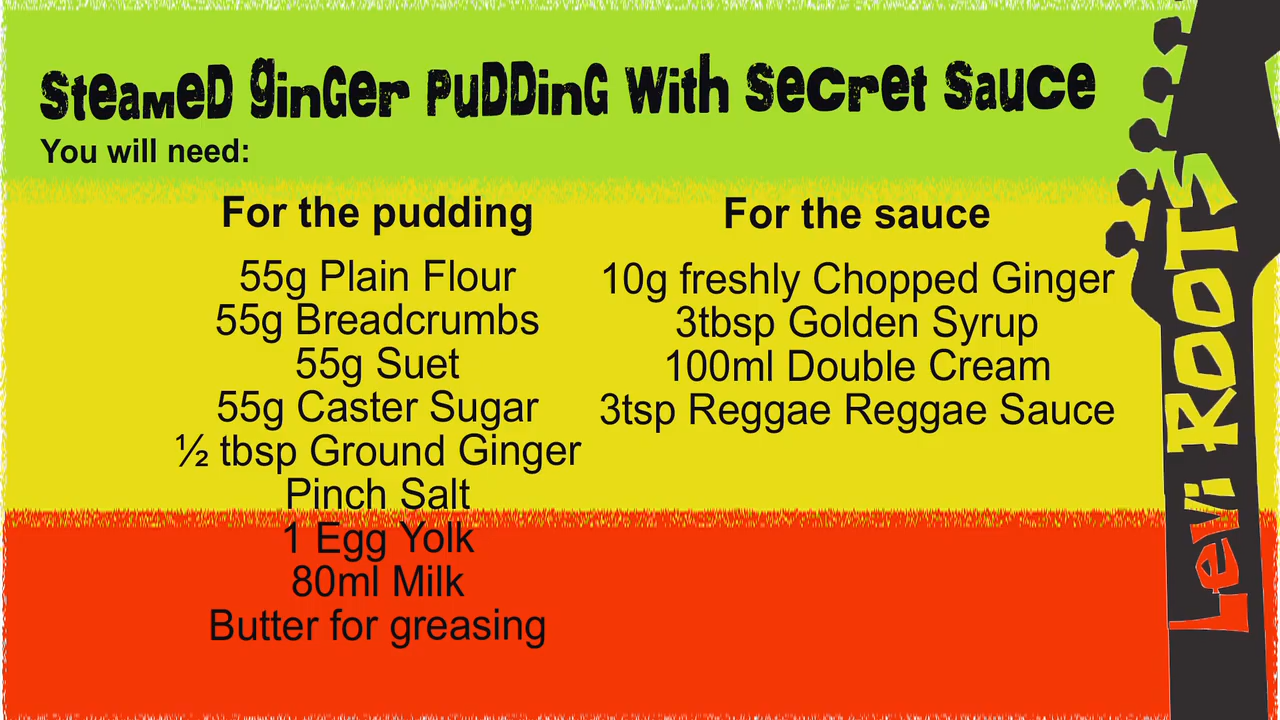 Steamed Ginger Pudding With Secret Sauce
You will need:
For the pudding
55g Plain Flour
55g Breadcrumbs
55g Suet
55g Caster Sugar
½ tbsp Ground Ginger
Pinch Salt
1 Egg Yolk
80ml Milk
Butter for greasing
For the sauce
10g freshly Chopped Ginger
3tbsp Golden Syrup
100ml Double Cream
3tsp Reggae Reggae Sauce
Levi ROOTS